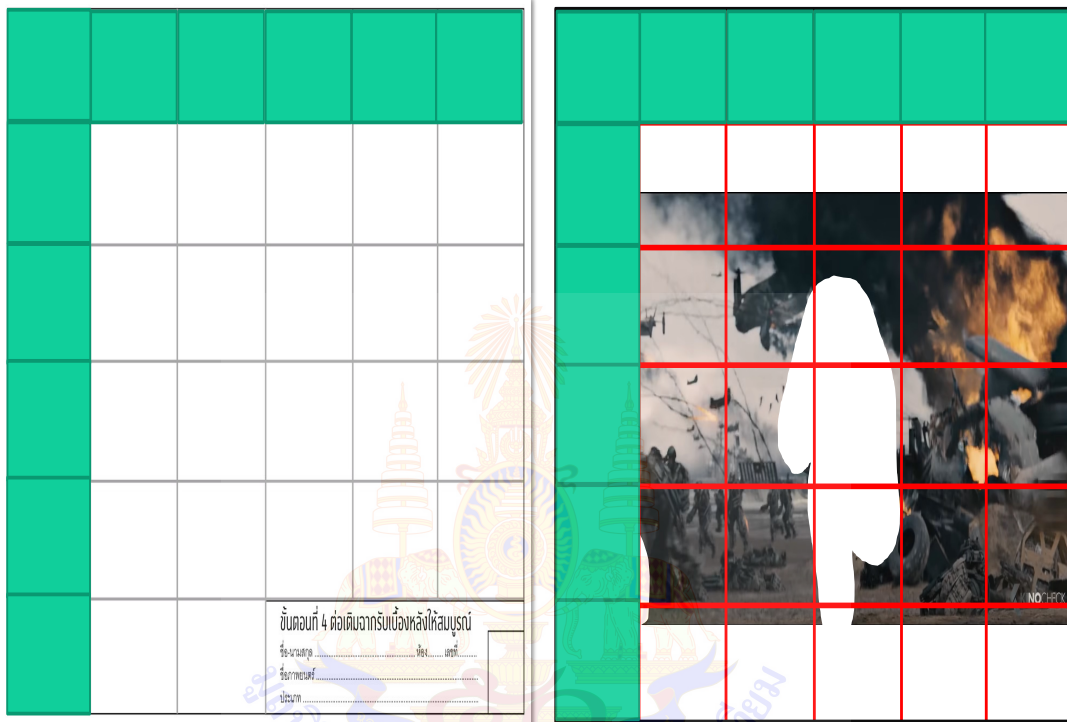 ขั้นตอนที่ 4 ต่อเติมฉากรับเบื้องหลังให้สมบูรณ์
ชื่อ-นามสกุล ........................................ ห้อง ...... เลขที่ ........
ชื่อภาพยนตร์ ................................................................
ประเภท ................................................................
KINOCHECK